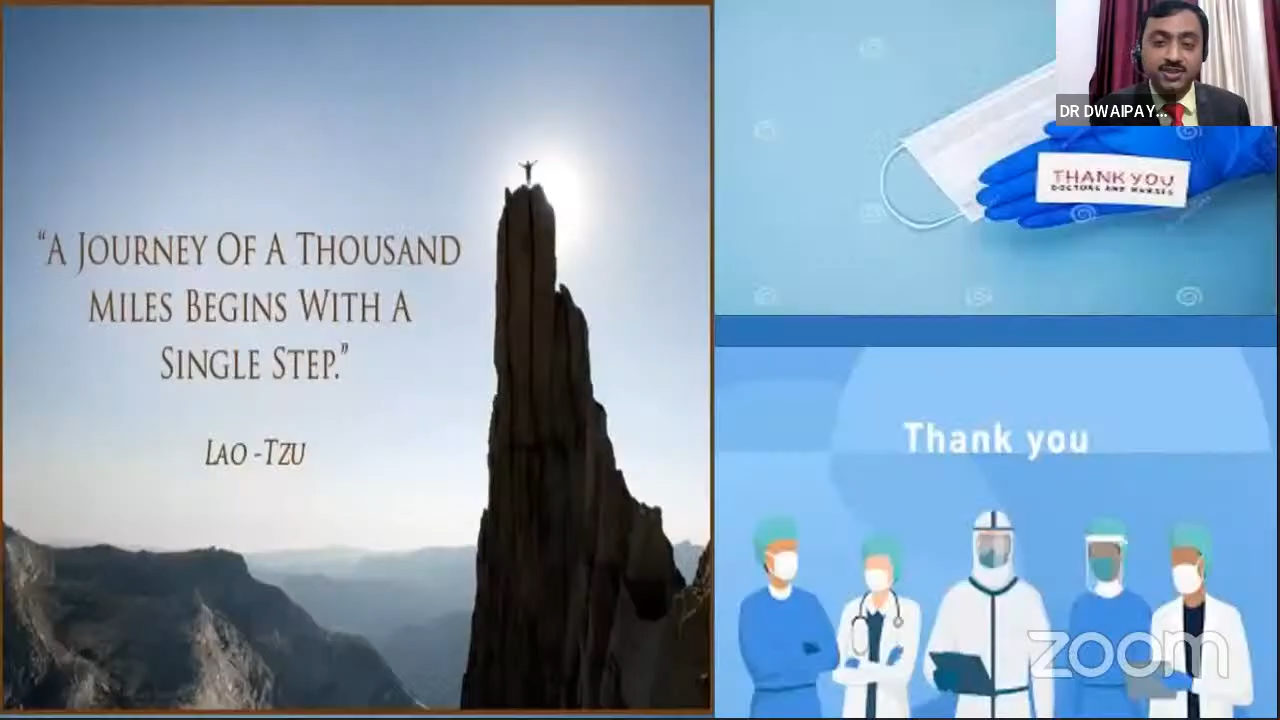 “A Journey Of A Thousand
Miles Begins With A
Single Step.”
Lao -Tzu
DR DWAIPAY...
THANK YOU
DOCTORS AND NURSES
Thank you
zoom